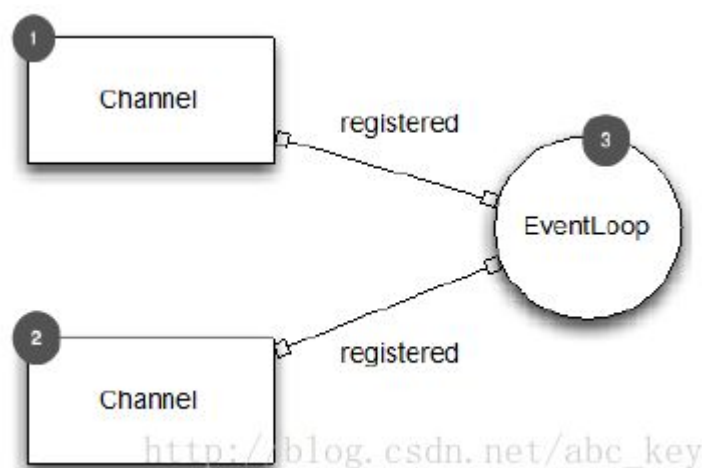 1
Channel
registered
3
EventLoop
2
registered
Channel
http://blog.csdn.net/abc_key